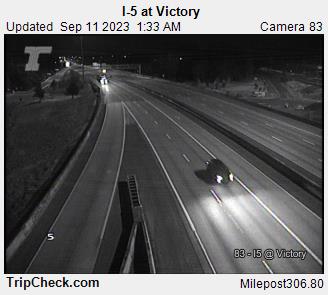 I-5 at Victory
Updated Sep 11 2023 1:33 AM Camera 83
T
5
83 - I5 @ Victory
TripCheck.com Milepost306.80